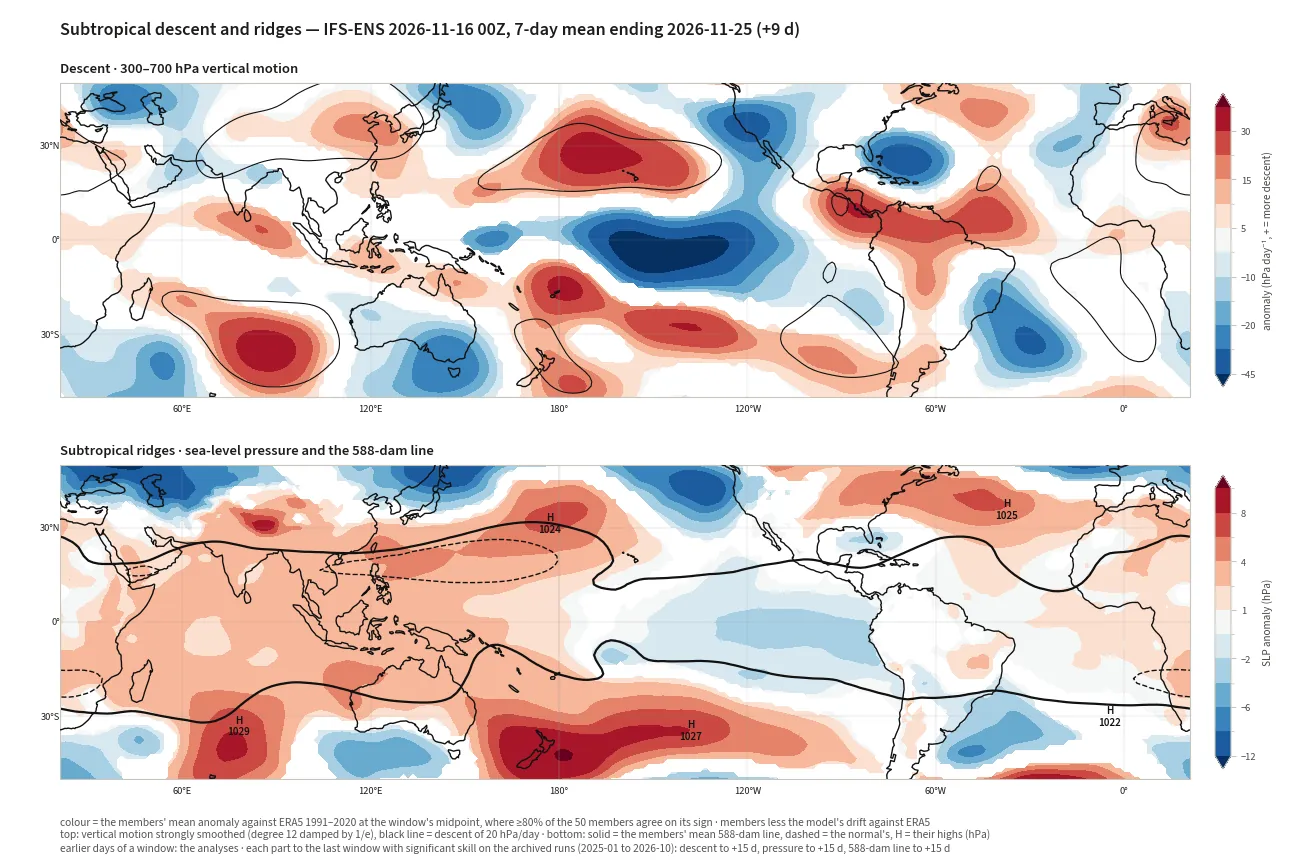 Subtropical descent and ridges — IFS-ENS 2026-11-16 00Z, 7-day mean ending 2026-11-25 (+9 d)
Descent · 300–700 hPa vertical motion
30°N
0°
30°S
60°E
120°E
180°
120°W
60°W
0°
30
15
5
−10
−20
−45
anomaly (hPa day⁻¹, + = more descent)
Subtropical ridges · sea-level pressure and the 588-dam line
H
1024
H
1025
H
1029
H
1027
H
1022
30°N
0°
30°S
60°E
120°E
180°
120°W
60°W
0°
8
4
1
−2
−6
−12
SLP anomaly (hPa)
colour = the members' mean anomaly against ERA5 1991–2020 at the window's midpoint, where ≥80% of the 50 members agree on its sign · members less the model's drift against ERA5
top: vertical motion strongly smoothed (degree 12 damped by 1/e), black line = descent of 20 hPa/day · bottom: solid = the members' mean 588-dam line, dashed = the normal's, H = their highs (hPa)
earlier days of a window: the analyses · each part to the last window with significant skill on the archived runs (2025-01 to 2026-10): descent to +15 d, pressure to +15 d, 588-dam line to +15 d